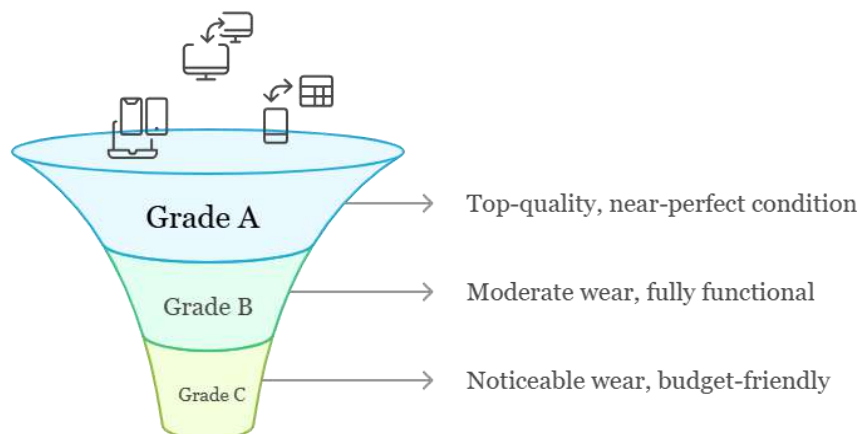 Grade A
Top-quality, near-perfect condition
Grade B
Moderate wear, fully functional
Grade C
Noticeable wear, budget-friendly